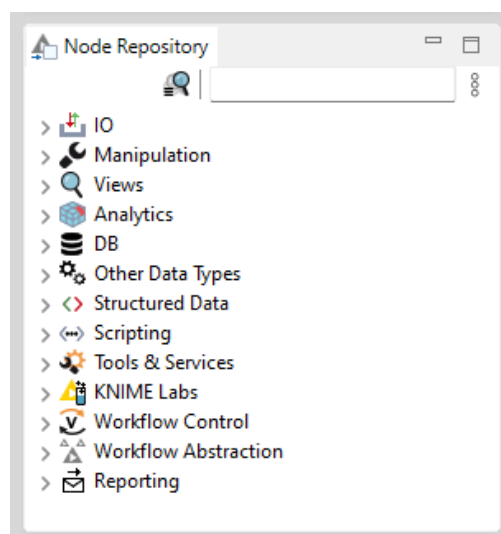 Node Repository
IO
Manipulation
Views
Analytics
DB
Other Data Types
Structured Data
Scripting
Tools & Services
KNIME Labs
Workflow Control
Workflow Abstraction
Reporting